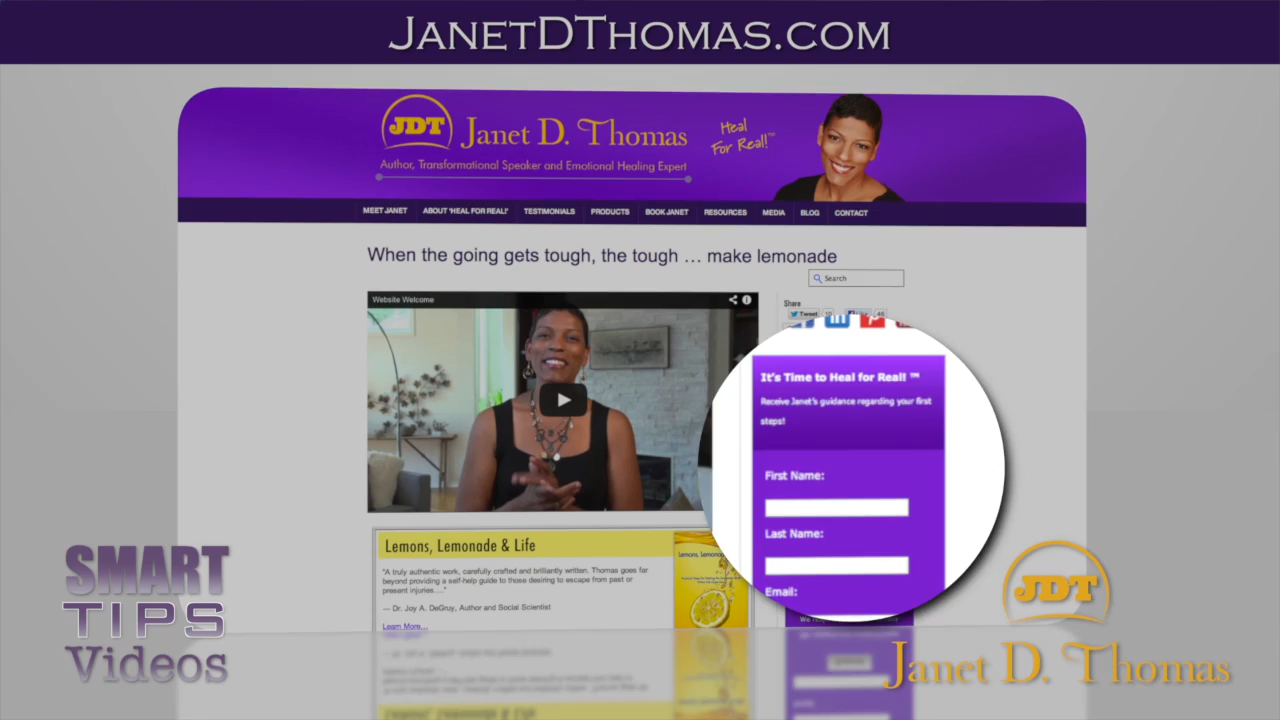 JANETDTHOMAS.COM
JDT
Janet D. Thomas
Author, Transformational Speaker and Emotional Healing Expert
Heal
For Real!™
MEET JANET ABOUT 'HEAL FOR REAL!' TESTIMONIALS PRODUCTS BOOK JANET RESOURCES MEDIA BLOG CONTACT
When the going gets tough, the tough … make lemonade
Search
Website Welcome
Share
Tweet
It's Time to Heal for Real! ™
Receive Janet's guidance regarding your first
steps!
First Name:
Last Name:
Email:
Lemons, Lemonade & Life
"A truly authentic work, carefully crafted and brilliantly written. Thomas goes far
beyond providing a self-help guide to those desiring to escape from past or
present injuries...."
— Dr. Joy A. DeGruy, Author and Social Scientist
Learn More...
SMART
TIPS
Videos
JDT
Janet D. Thomas